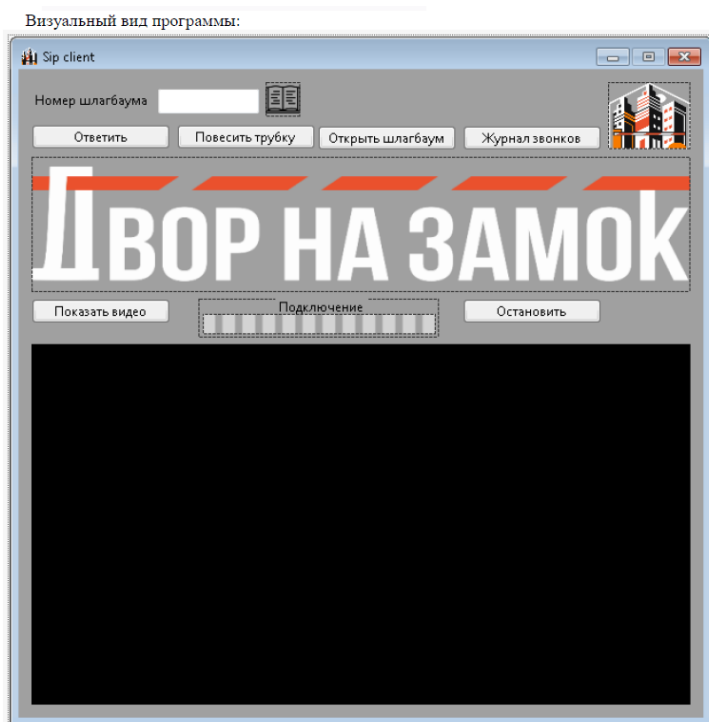 Визуальный вид программы:
Sip client
Номер шлагбаума
Ответить Повесить трубку Открыть шлагбаум Журнал звонков
ДВОР НА ЗАМОК
Показать видео Подключение Остановить